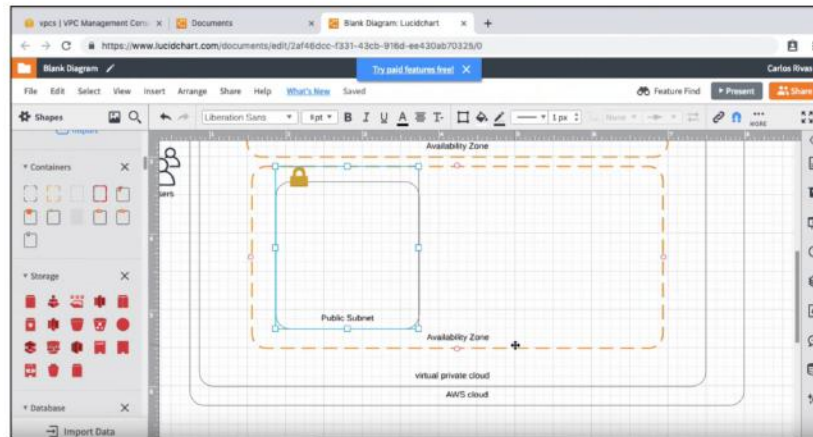 vpcs | VPC Management Cons
Documents
Blank Diagram: Lucidchart
https://www.lucidchart.com/documents/edit/2af46dcc-f331-43cb-916d-ee430ab70325/0
Blank Diagram
Try paid features free!
Carlos Rivas
File Edit Select View Insert Arrange Share Help What's New Saved
Feature Find
Present
Share
Shapes
Liberation Sans
6pt
B I U A T
1 px
None
MORE
Import
Containers
Availability Zone
sers
Storage
Public Subnet
Availability Zone
virtual private cloud
AWS cloud
Database
Import Data